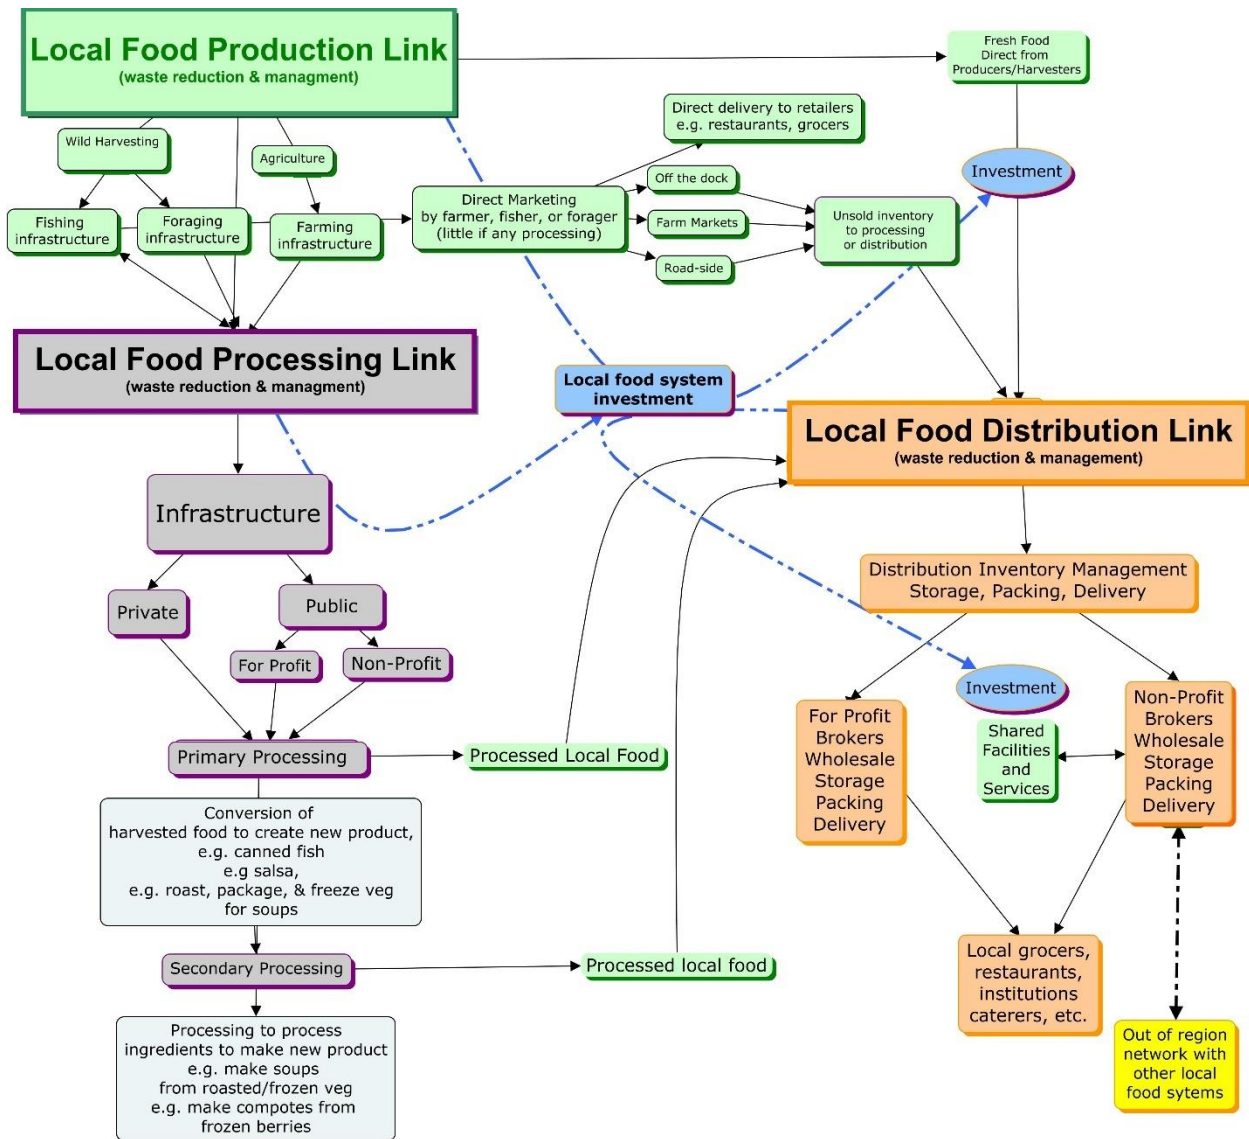 Local Food Production Link
(waste reduction & managment)
Fresh Food
Direct from
Producers/Harvesters
Direct delivery to retailers
e.g. restaurants, grocers
Wild Harvesting
Agriculture
Investment
Off the dock
Direct Marketing
by farmer, fisher, or forager
(little if any processing)
Fishing
infrastructure
Foraging
infrastructure
Farming
infrastructure
Farm Markets
Unsold inventory
to processing
or distribution
Road-side
Local Food Processing Link
(waste reduction & managment)
Local food system
investment
Local Food Distribution Link
(waste reduction & management)
Infrastructure
Distribution Inventory Management
Storage, Packing, Delivery
Private
Public
For Profit
Non-Profit
Investment
For Profit
Brokers
Wholesale
Storage
Packing
Delivery
Shared
Facilities
and
Services
Non-Profit
Brokers
Wholesale
Storage
Packing
Delivery
Primary Processing
Processed Local Food
Conversion of
harvested food to create new product,
e.g. canned fish
e.g salsa,
e.g. roast, package, & freeze veg
for soups
Secondary Processing
Processed local food
Local grocers,
restaurants,
institutions
caterers, etc.
Processing to process
ingredients to make new product
e.g. make soups
from roasted/frozen veg
e.g. make compotes from
frozen berries
Out of region
network with
other local
food sytems